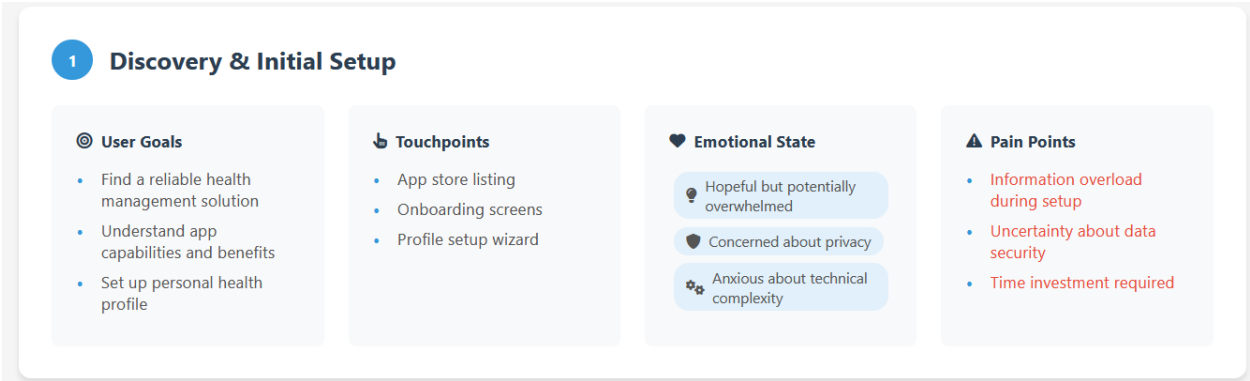 1
Discovery & Initial Setup
User Goals
• Find a reliable health
management solution
• Understand app
capabilities and benefits
• Set up personal health
profile
Touchpoints
• App store listing
• Onboarding screens
• Profile setup wizard
Emotional State
Hopeful but potentially
overwhelmed
Concerned about privacy
Anxious about technical
complexity
Pain Points
• Information overload
during setup
• Uncertainty about data
security
• Time investment required